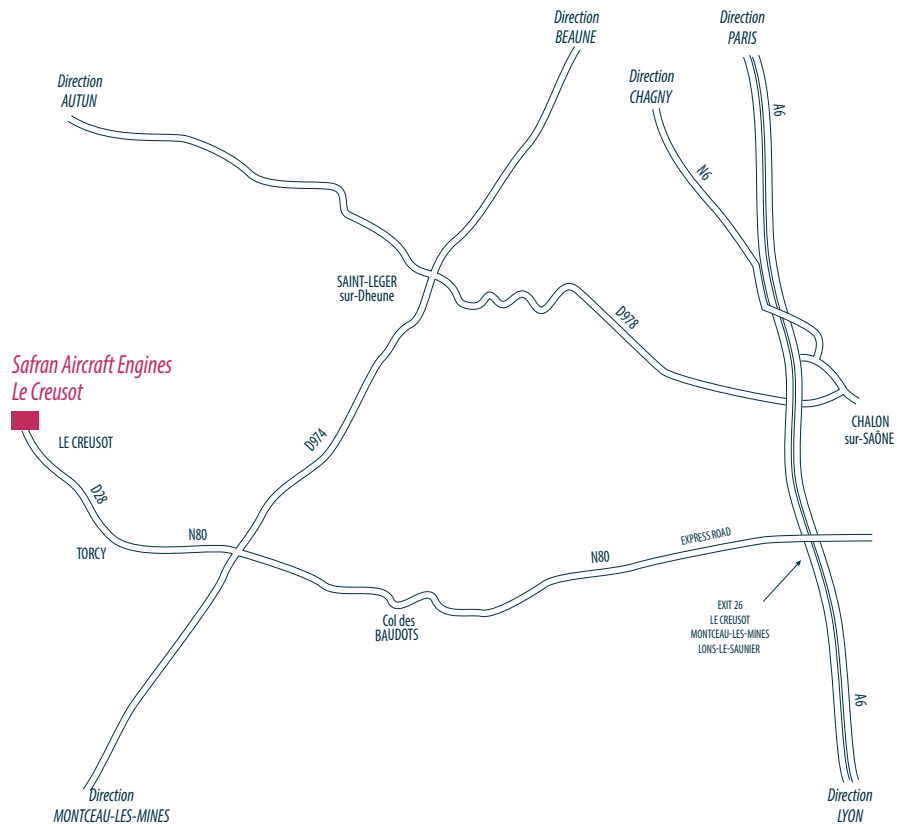 Direction
BEAUNE
Direction
PARIS
Direction
CHAGNY
Direction
AUTUN
A6
N6
SAINT-LEGER
sur-Dheune
D978
Safran Aircraft Engines
Le Creusot
LE CREUSOT
CHALON
sur-SAÔNE
D974
D28
N80
TORCY
EXPRESS ROAD
N80
Col des
BAUDOTS
EXIT 26
LE CREUSOT
MONTCEAU-LES-MINES
LONS-LE-SAUNIER
A6
Direction
MONTCEAU-LES-MINES
Direction
LYON